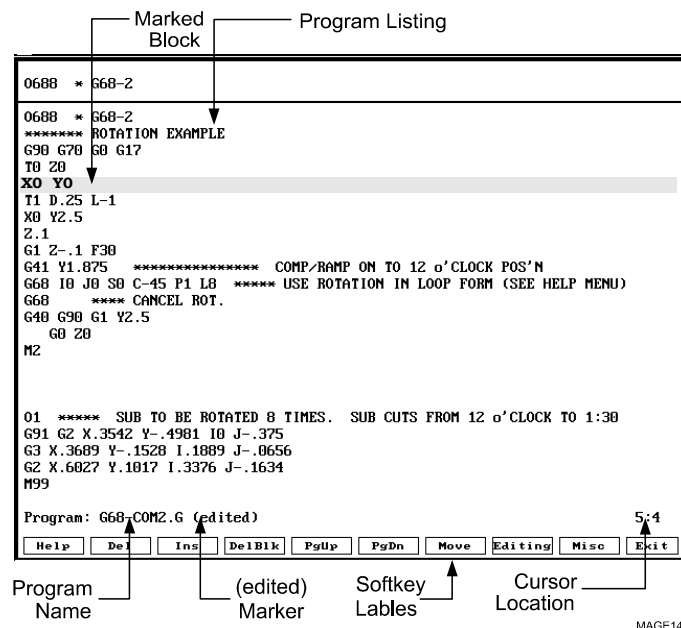 Marked Block
Program Listing
O688 * G68-2
O688 * G68-2
******* ROTATION EXAMPLE
G90 G70 G0 G17
T0 Z0
X0 Y0
T1 D.25 L-1
X0 Y2.5
Z.1
G1 Z-.1 F30
G41 Y1.875 *************** COMP/RAMP ON TO 12 o'CLOCK POS'N
G68 I0 J0 S0 C-45 P1 L8 ***** USE ROTATION IN LOOP FORM (SEE HELP MENU)
G68 **** CANCEL ROT.
G40 G90 G1 Y2.5
G0 Z0
M2
O1 ***** SUB TO BE ROTATED 8 TIMES. SUB CUTS FROM 12 o'CLOCK TO 1:30
G91 G2 X.3542 Y-.4981 I0 J-.375
G3 X.3689 Y-.1528 I.1889 J-.0656
G2 X.6027 Y.1017 I.3376 J-.1634
M99
Program: G68-COM2.G (edited) 5:4
Help Del Ins DelBlk PgUp PgDn Move Editing Misc Exit
Program Name
(edited) Marker
Softkey Lables
Cursor Location
MAGE14